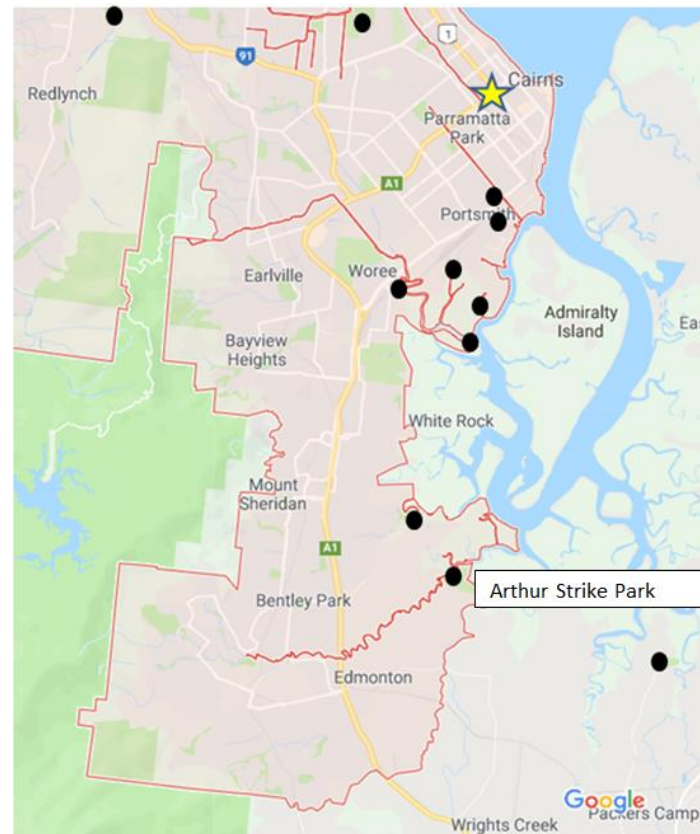 1
Cairns
91
Redlynch
Parramatta
Park
A1
Portsmith
Earlville
Woree
Admiralty
Island
Bayview
Heights
White Rock
Mount
Sheridan
A1
Arthur Strike Park
Bentley Park
Edmonton
Google
Packers Camp
Wrights Creek